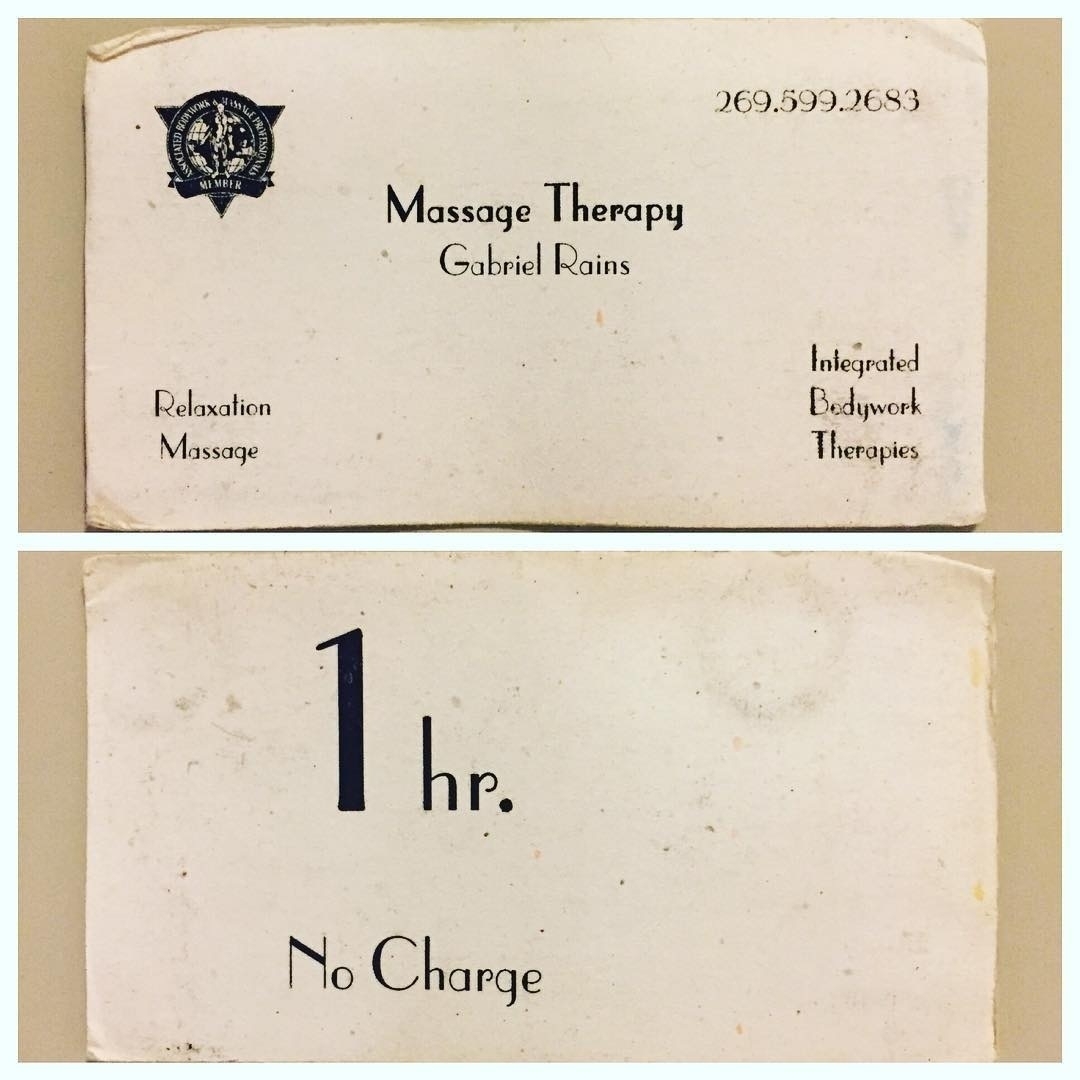 ASSOCIATED BODYWORK & MASSAGE PROFESSIONALS
MEMBER
269.599.2683
Massage Therapy
Gabriel Rains
Relaxation
Massage
Integrated
Bodywork
Therapies
1 hr.
No Charge